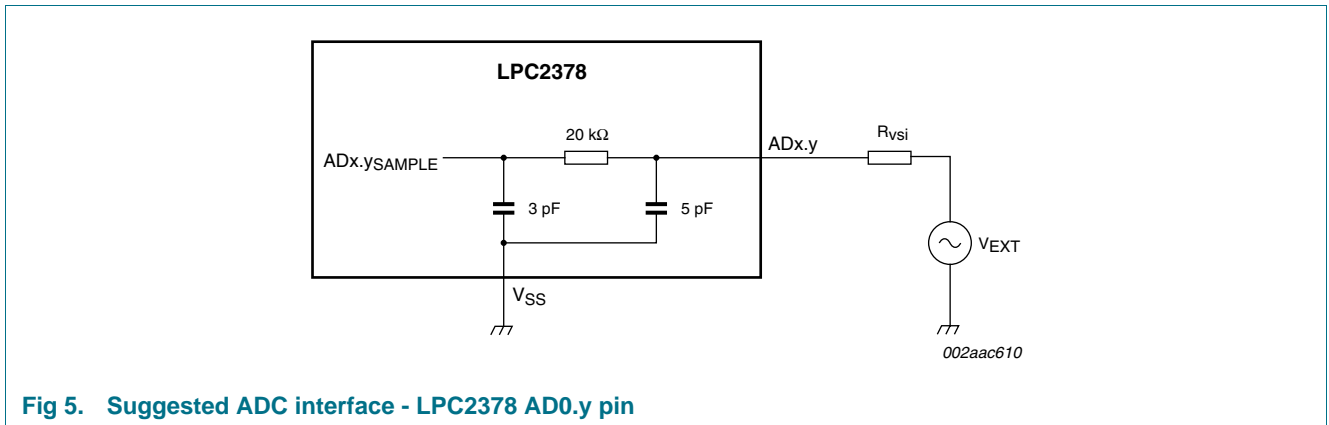 LPC2378
20 kΩ
ADx.y
Rvsi
ADx.ySAMPLE
3 pF
5 pF
VEXT
VSS
002aac610
Fig 5. Suggested ADC interface - LPC2378 AD0.y pin